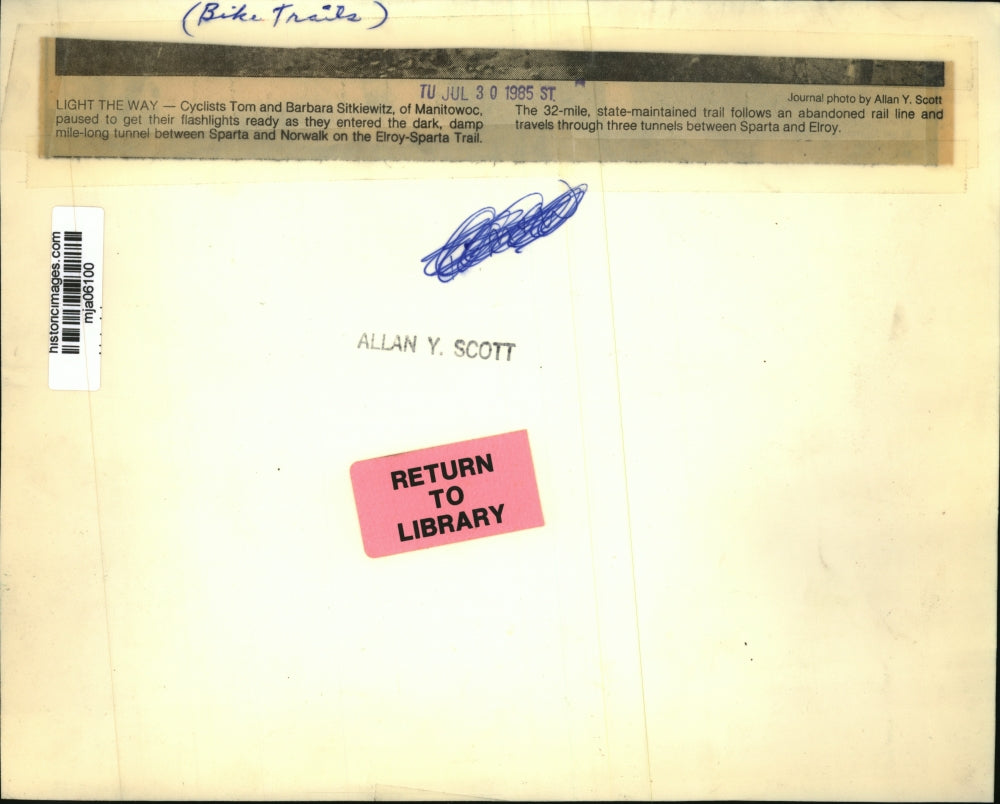 (Bike Trails)
TU JUL 30 1985 ST.
Journal photo by Allan Y. Scott
LIGHT THE WAY — Cyclists Tom and Barbara Sitkiewitz, of Manitowoc,
paused to get their flashlights ready as they entered the dark, damp
mile-long tunnel between Sparta and Norwalk on the Elroy-Sparta Trail.
The 32-mile, state-maintained trail follows an abandoned rail line and
travels through three tunnels between Sparta and Elroy.
historicimages.com
mja06100
ALLAN Y. SCOTT
RETURN
TO
LIBRARY